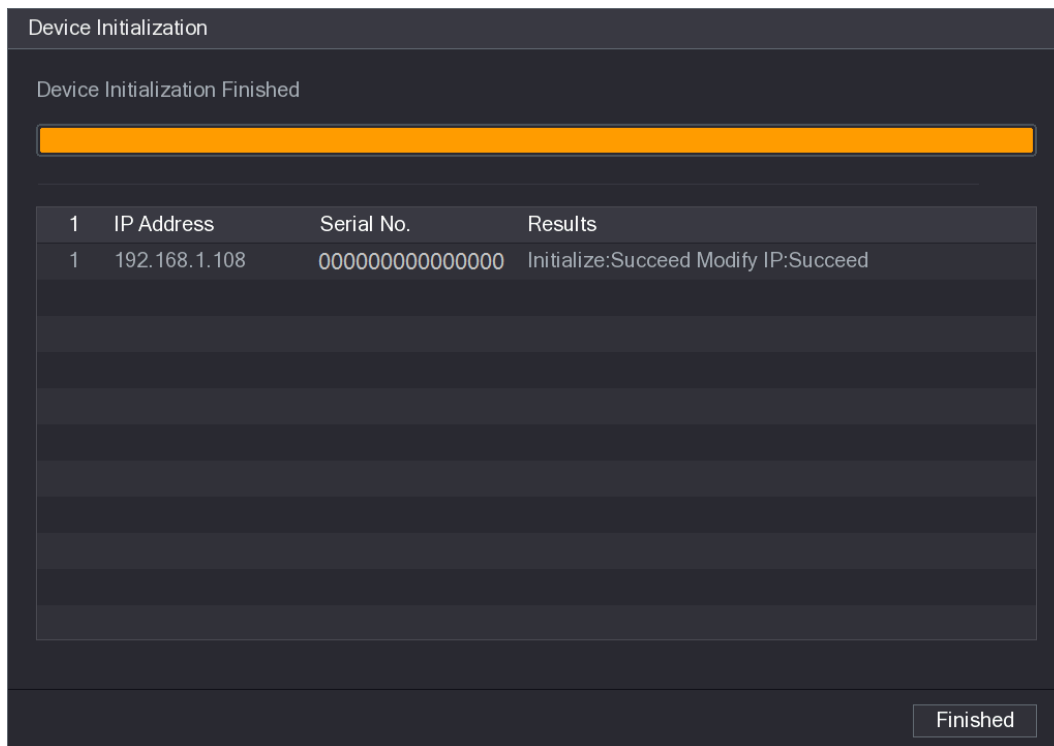 Device Initialization
Device Initialization Finished
1 IP Address Serial No. Results
1 192.168.1.108 000000000000000 Initialize:Succeed Modify IP:Succeed
Finished